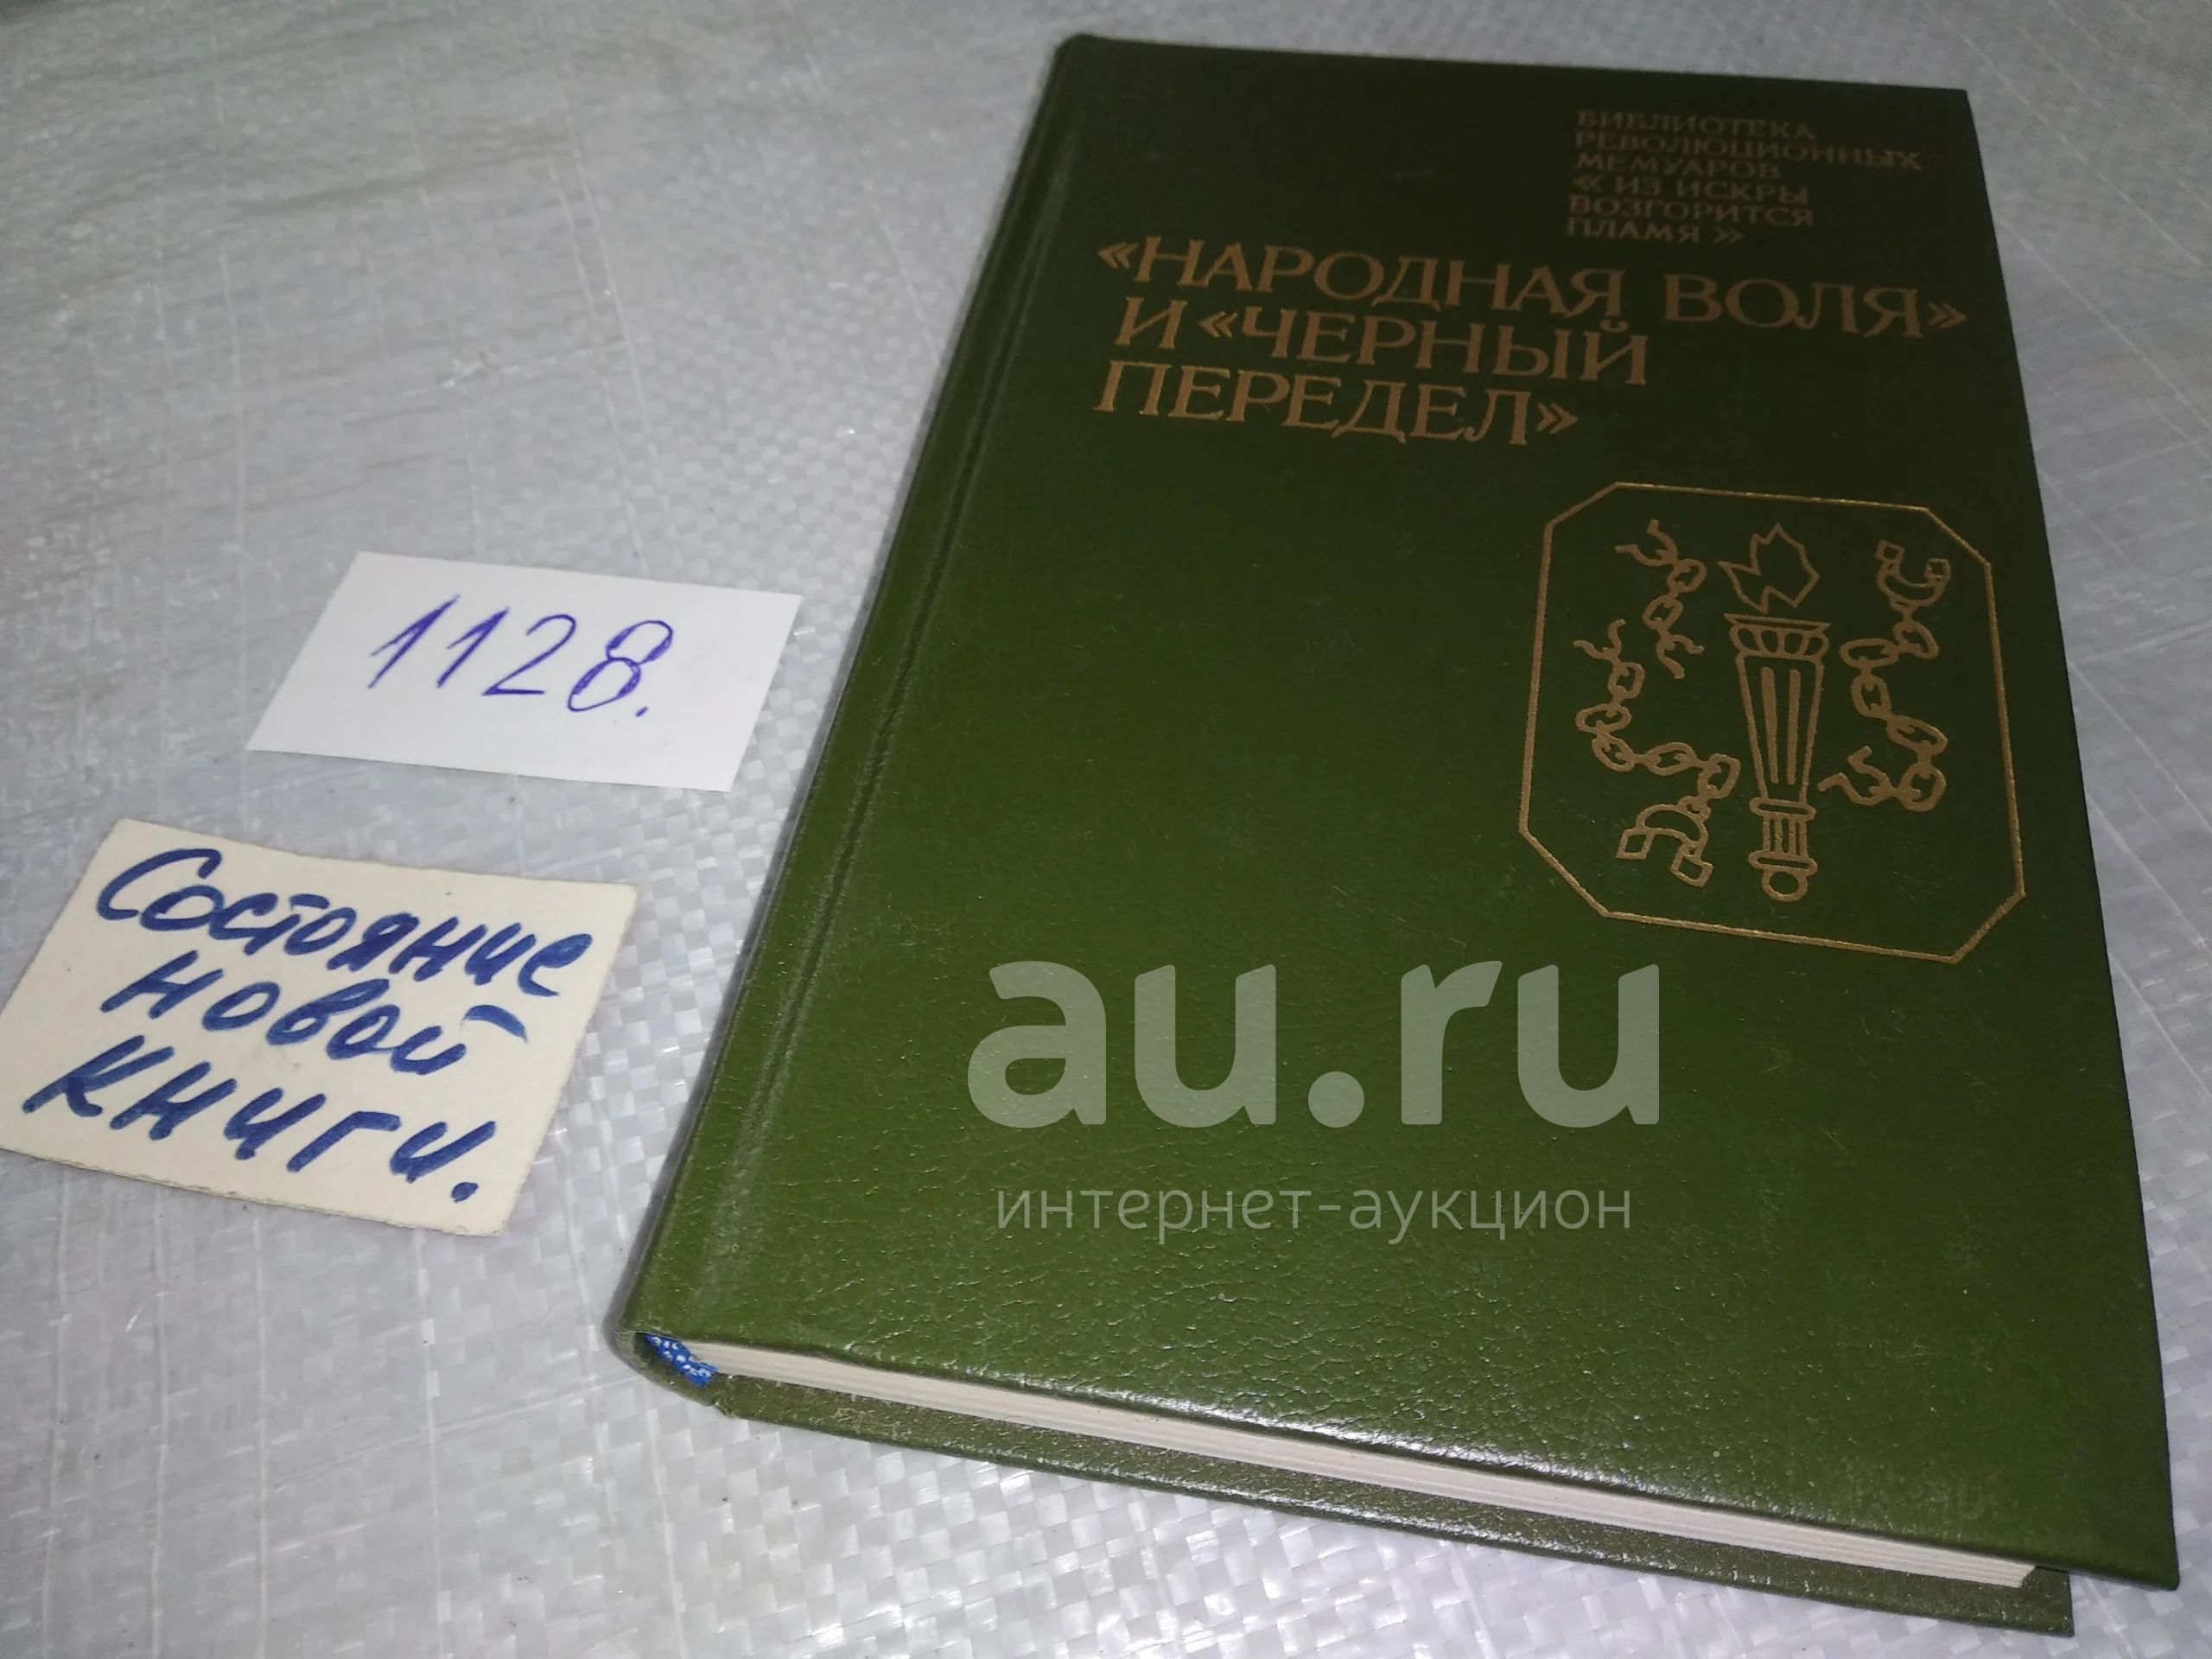 БИБЛИОТЕКА
РЕВОЛЮЦИОННЫХ
МЕМУАРОВ
«ИЗ ИСКРЫ
ВОЗГОРИТСЯ
ПЛАМЯ»
«НАРОДНАЯ ВОЛЯ»
И «ЧЕРНЫЙ
ПЕРЕДЕЛ»
1128.
Состояние
новой
книги.
au.ru
интернет-аукцион